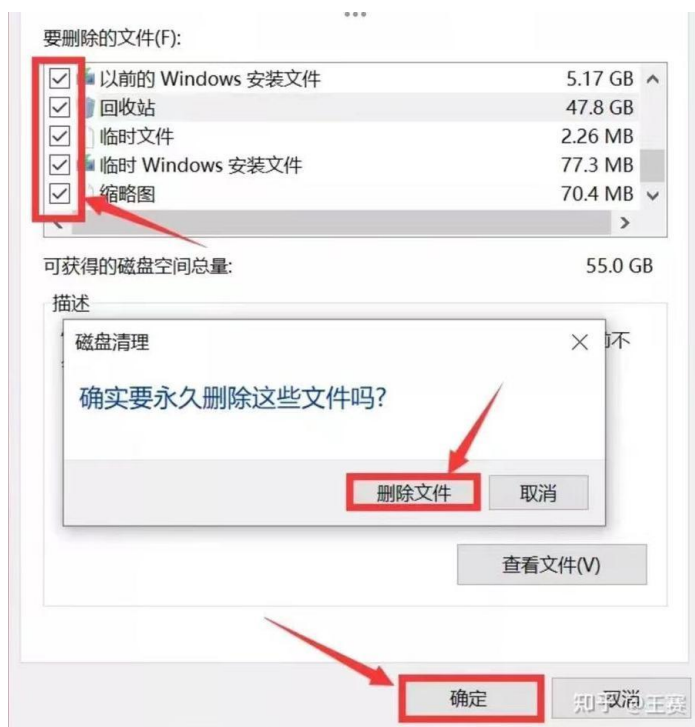 要删除的文件(F):
以前的 Windows 安装文件 5.17 GB
回收站 47.8 GB
临时文件 2.26 MB
临时 Windows 安装文件 77.3 MB
缩略图 70.4 MB
可获得的磁盘空间总量: 55.0 GB
描述
磁盘清理
前不
确实要永久删除这些文件吗?
删除文件 取消
查看文件(V)
确定 取消
知乎 @王赛